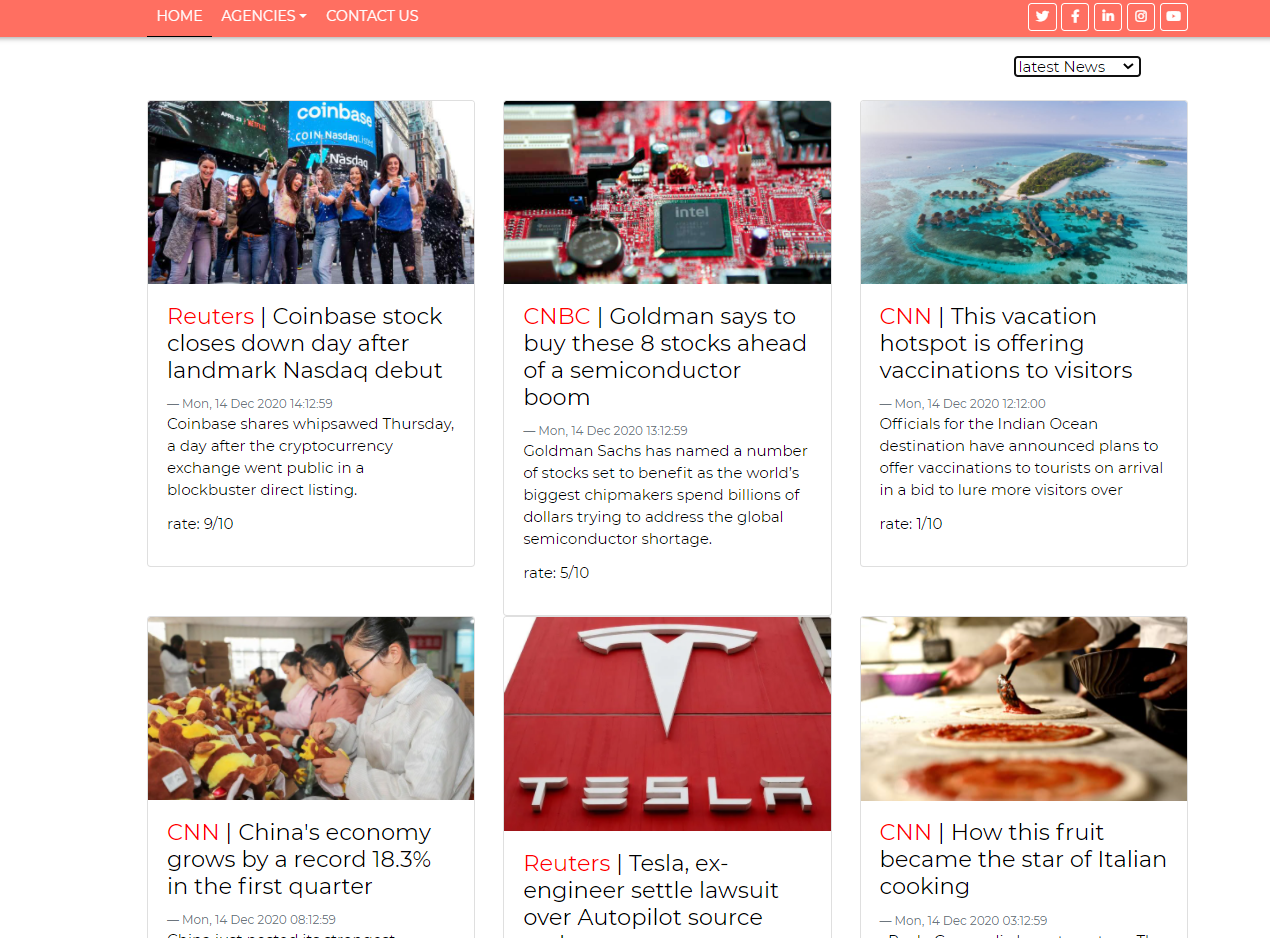 HOME AGENCIES CONTACT US
latest News
APRIL 23 NETFLIX
coinbase
COIN NasdaqListed
Nasdaq
intel
Reuters | Coinbase stock
closes down day after
landmark Nasdaq debut
— Mon, 14 Dec 2020 14:12:59
Coinbase shares whipsawed Thursday,
a day after the cryptocurrency
exchange went public in a
blockbuster direct listing.
rate: 9/10
CNBC | Goldman says to
buy these 8 stocks ahead
of a semiconductor
boom
— Mon, 14 Dec 2020 13:12:59
Goldman Sachs has named a number
of stocks set to benefit as the world’s
biggest chipmakers spend billions of
dollars trying to address the global
semiconductor shortage.
rate: 5/10
CNN | This vacation
hotspot is offering
vaccinations to visitors
— Mon, 14 Dec 2020 12:12:00
Officials for the Indian Ocean
destination have announced plans to
offer vaccinations to tourists on arrival
in a bid to lure more visitors over
rate: 1/10
CNN | China's economy
grows by a record 18.3%
in the first quarter
— Mon, 14 Dec 2020 08:12:59
China just posted its strongest
TESLA
Reuters | Tesla, ex-
engineer settle lawsuit
over Autopilot source
CNN | How this fruit
became the star of Italian
cooking
— Mon, 14 Dec 2020 03:12:59